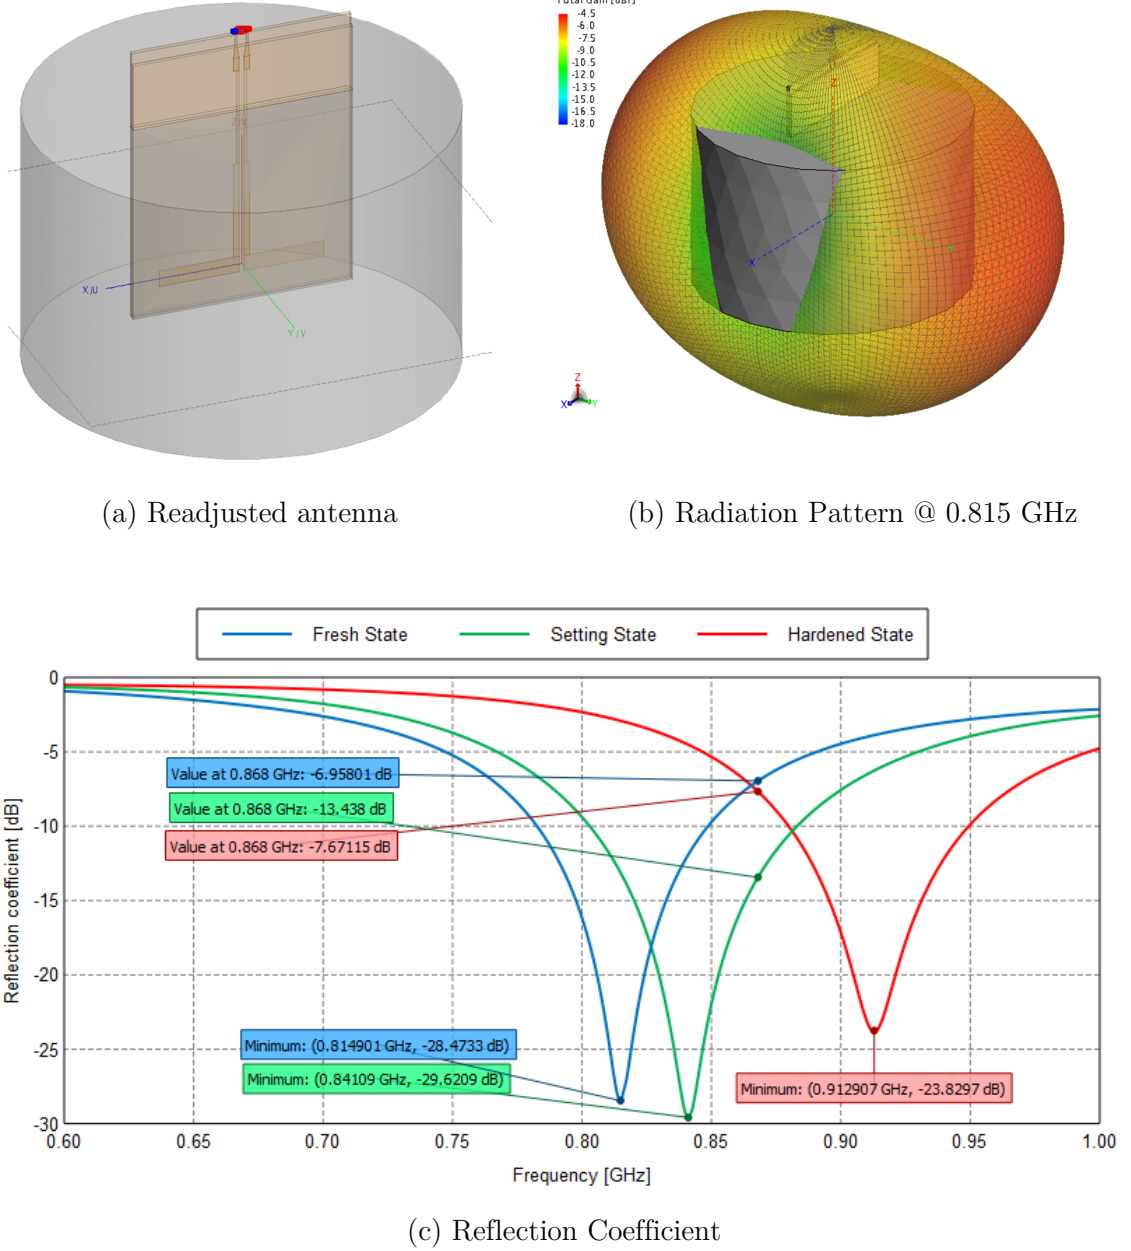 Total Gain [dBi]
-4.5
-6.0
-7.5
-9.0
-10.5
-12.0
-13.5
-15.0
-16.5
-18.0
X/U
Y/V
Z
X
Y
Z
X
Y
(a) Readjusted antenna
(b) Radiation Pattern @ 0.815 GHz
Fresh State
Setting State
Hardened State
0
-5
-10
-15
-20
-25
-30
Reflection coefficient [dB]
Value at 0.868 GHz: -6.95801 dB
Value at 0.868 GHz: -13.438 dB
Value at 0.868 GHz: -7.67115 dB
Minimum: (0.814901 GHz, -28.4733 dB)
Minimum: (0.84109 GHz, -29.6209 dB)
Minimum: (0.912907 GHz, -23.8297 dB)
0.60 0.65 0.70 0.75 0.80 0.85 0.90 0.95 1.00
Frequency [GHz]
(c) Reflection Coefficient